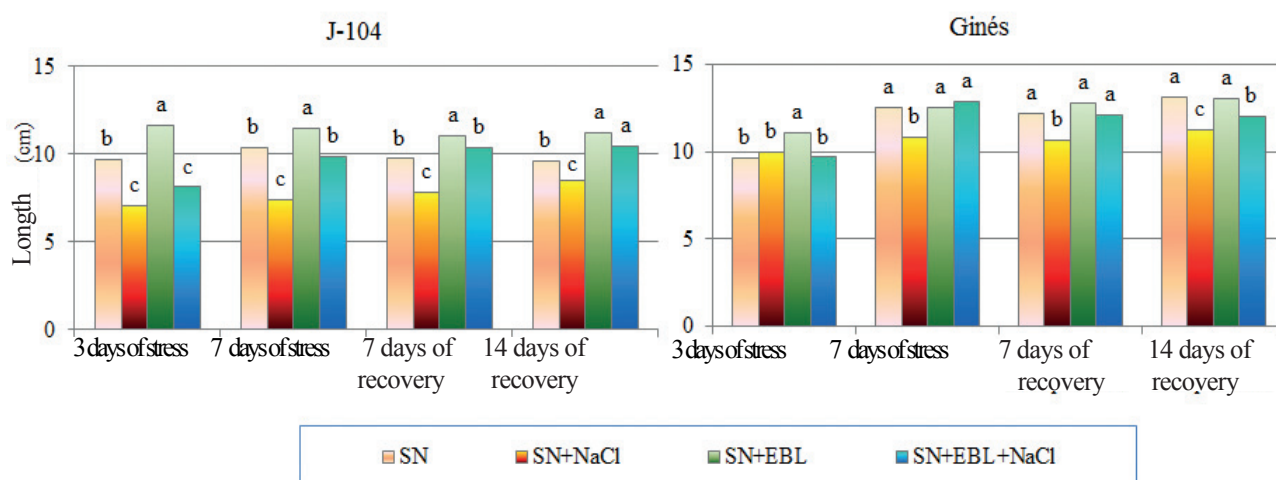 J-104
Ginés
Length (cm)
15
10
5
0
b
c
a
c
b
c
a
b
b
c
a
b
b
c
a
a
3 days of stress
7 days of stress
7 days of
recovery
14 days of
recovery
15
10
5
0
b
b
a
b
a
b
a
a
a
b
a
a
a
c
a
b
3 days of stress
7 days of stress
7 days of
recovery
14 days of
recovery
SN
SN+NaCl
SN+EBL
SN+EBL+NaCl